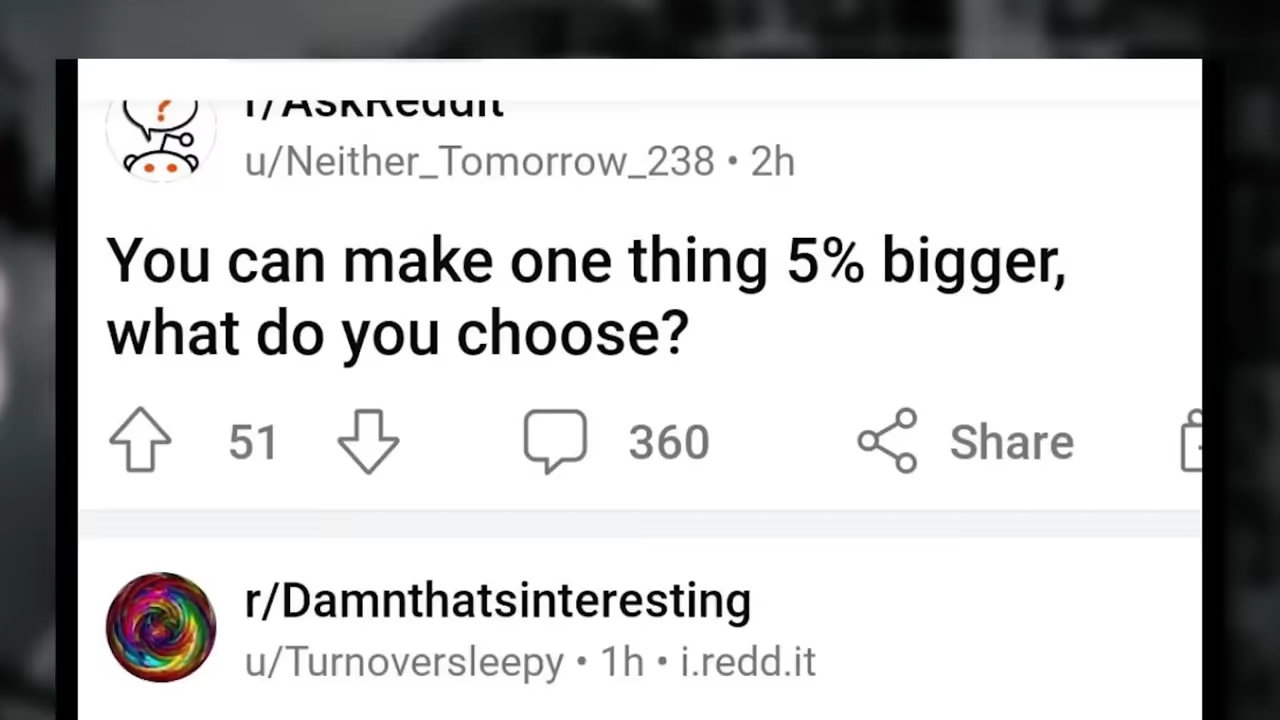 r/AskReddit
u/Neither_Tomorrow_238 • 2h
You can make one thing 5% bigger,
what do you choose?
51 360 Share
r/Damnthatsinteresting
u/Turnoversleepy • 1h • i.redd.it